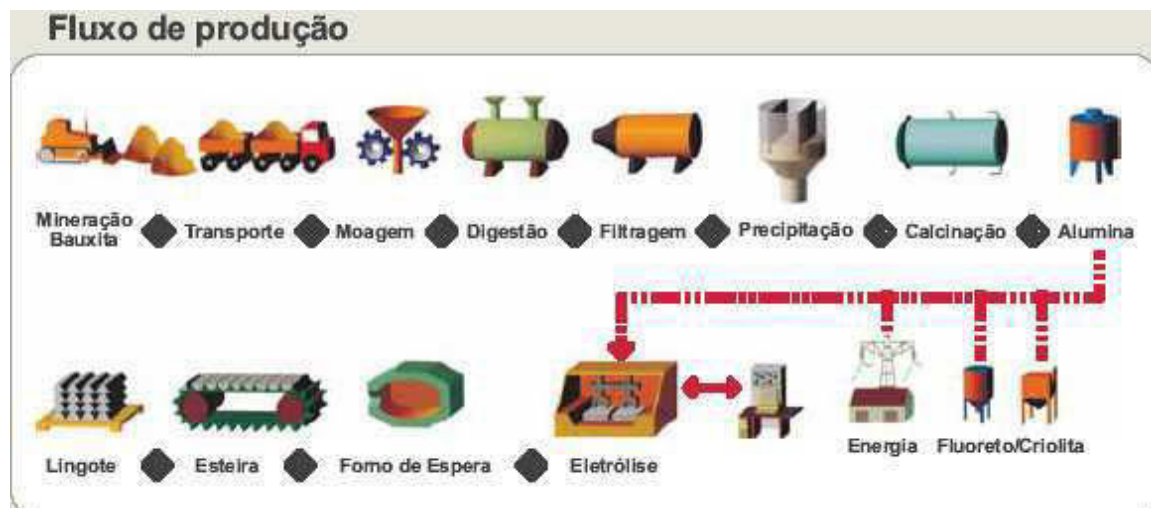 Fluxo de produção
Mineração
Bauxita
Transporte
Moagem
Digestão
Filtragem
Precipitação
Calcinação
Alumina
Energia
Fluoreto/Criolita
Lingote
Esteira
Forno de Espera
Eletrólise